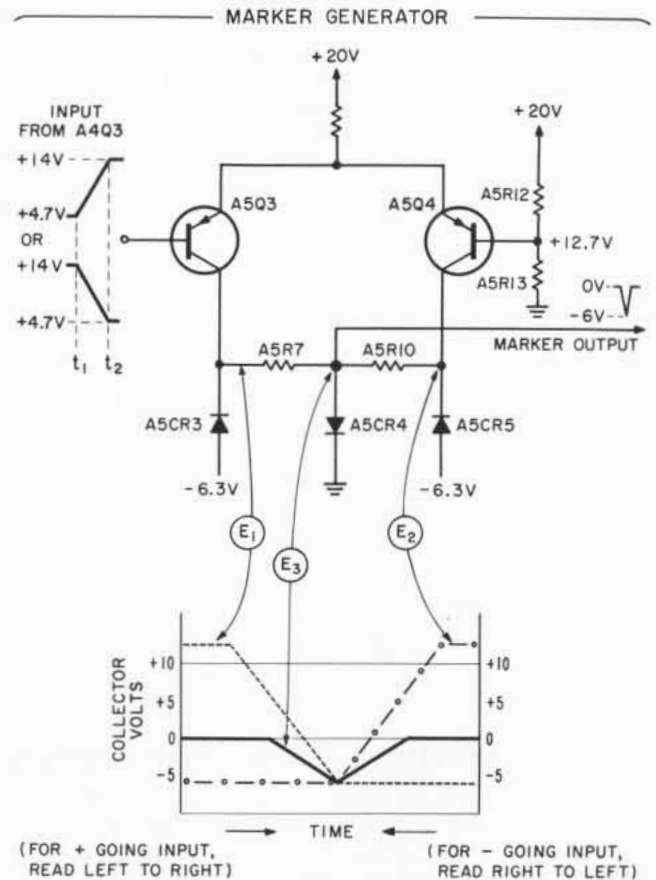 MARKER GENERATOR
+20V
INPUT
FROM A4Q3
+14V
+4.7V
OR
+14V
+4.7V
t1 t2
A5Q3
A5Q4
+20V
A5R12
+12.7V
A5R13
0V
-6V
MARKER OUTPUT
A5R7
A5R10
A5CR3
A5CR4
A5CR5
-6.3V
-6.3V
E1
E3
E2
COLLECTOR
VOLTS
+10
+5
0
-5
+10
+5
0
-5
TIME
(FOR + GOING INPUT,
READ LEFT TO RIGHT)
(FOR - GOING INPUT,
READ RIGHT TO LEFT)